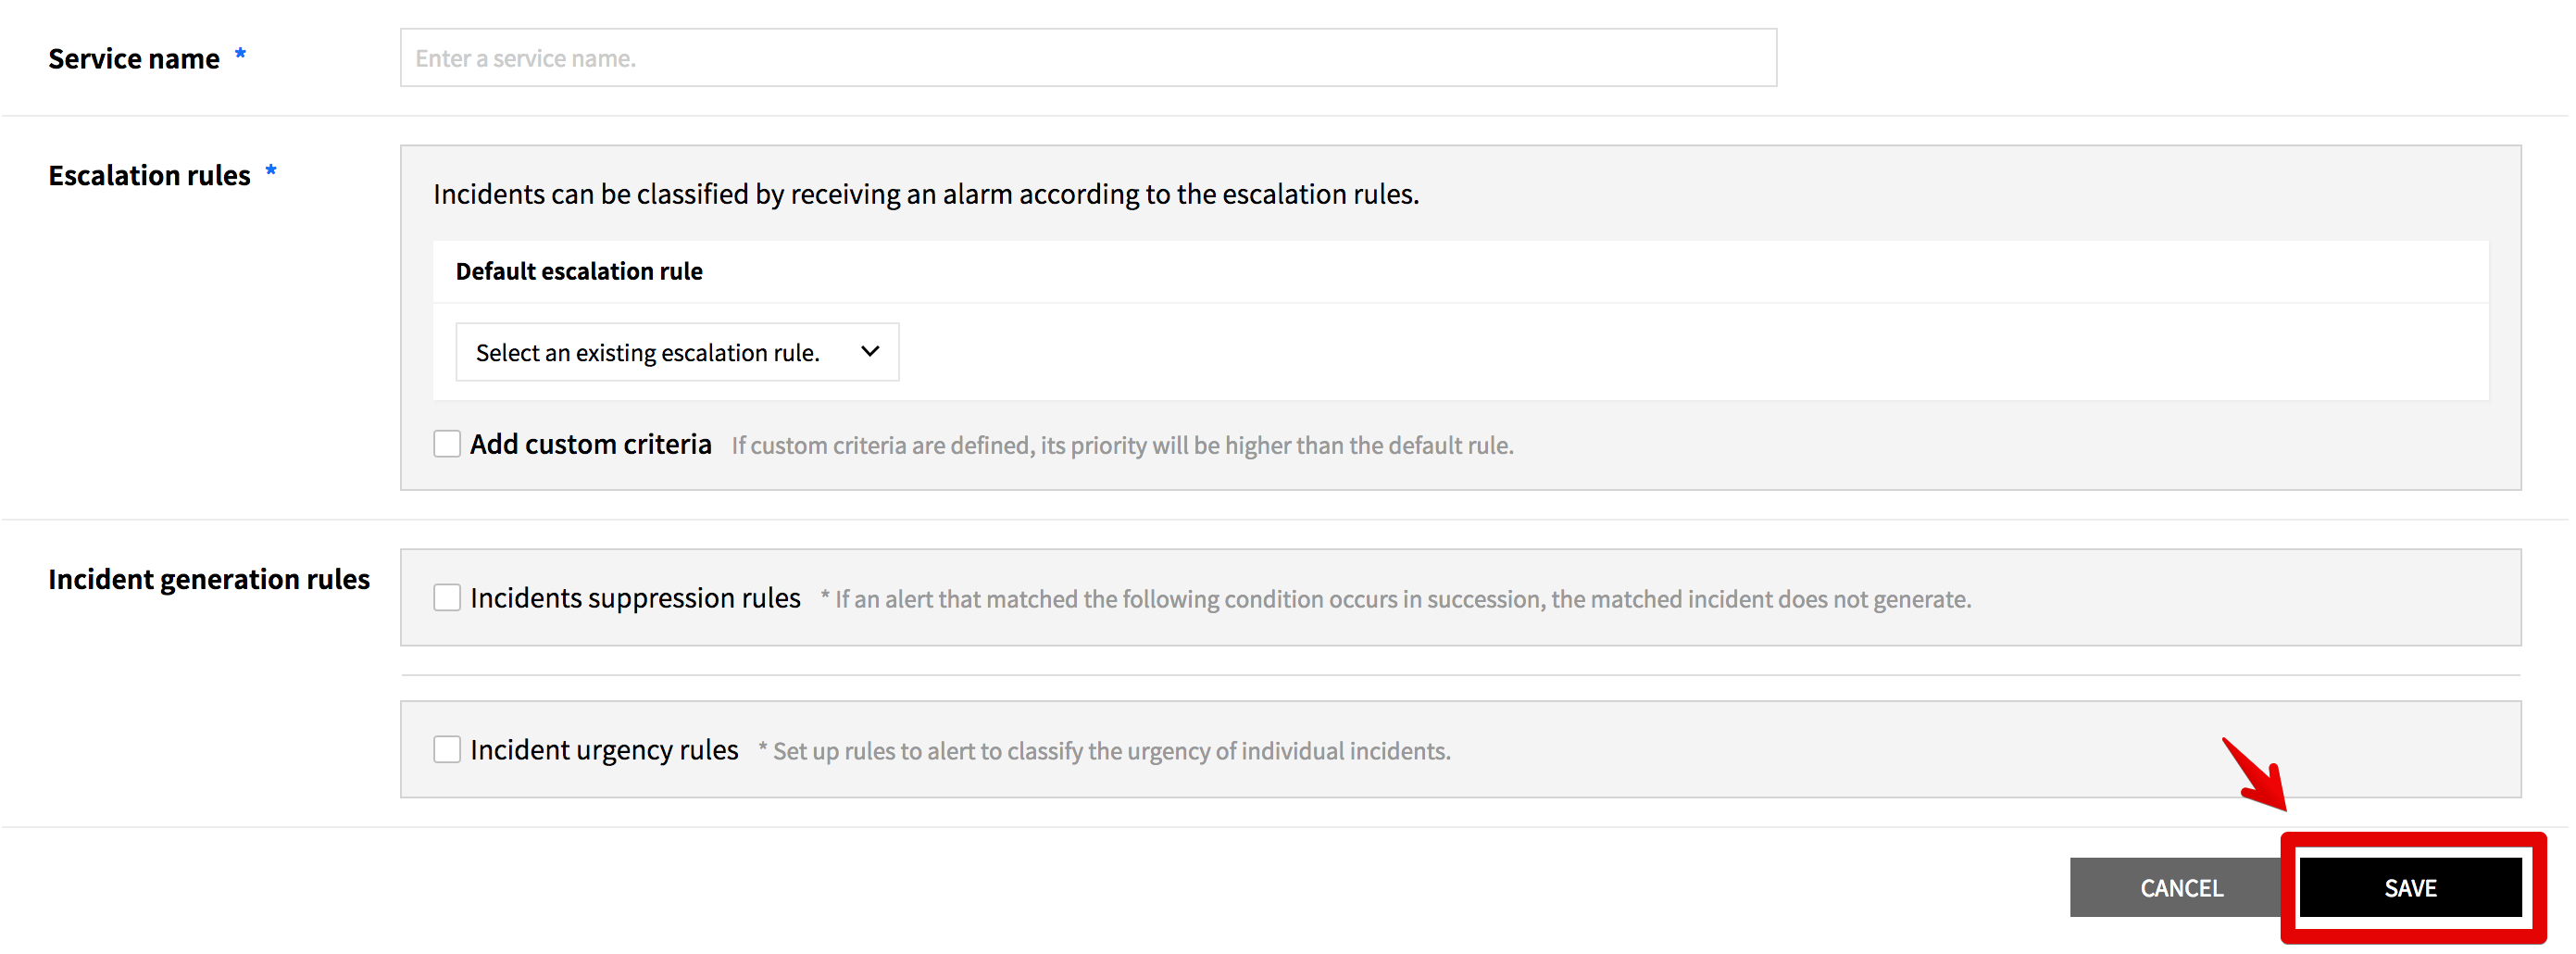 Service name *
Enter a service name.
Escalation rules *
Incidents can be classified by receiving an alarm according to the escalation rules.
Default escalation rule
Select an existing escalation rule.
Add custom criteria If custom criteria are defined, its priority will be higher than the default rule.
Incident generation rules
Incidents suppression rules * If an alert that matched the following condition occurs in succession, the matched incident does not generate.
Incident urgency rules * Set up rules to alert to classify the urgency of individual incidents.
CANCEL
SAVE